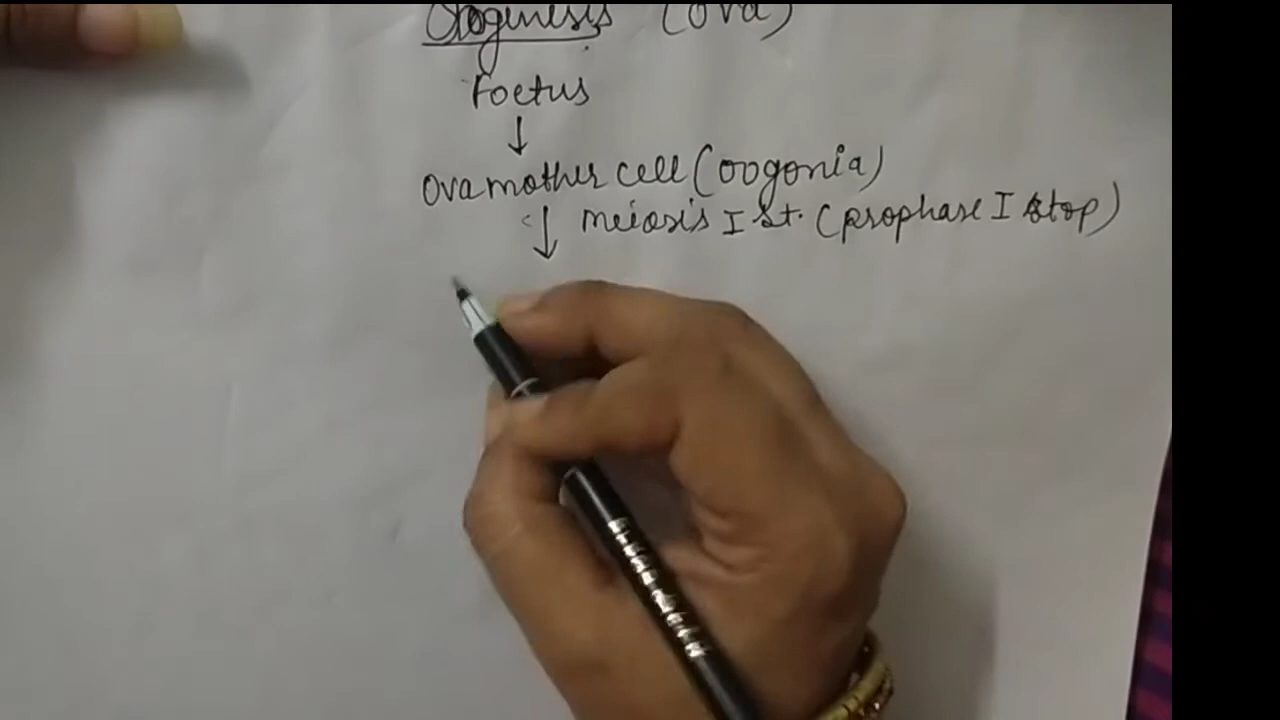 Oogenesis (ova)
Foetus
↓
Ova mother cell (oogonia)
↓ meiosis I st. (prophase I stop)